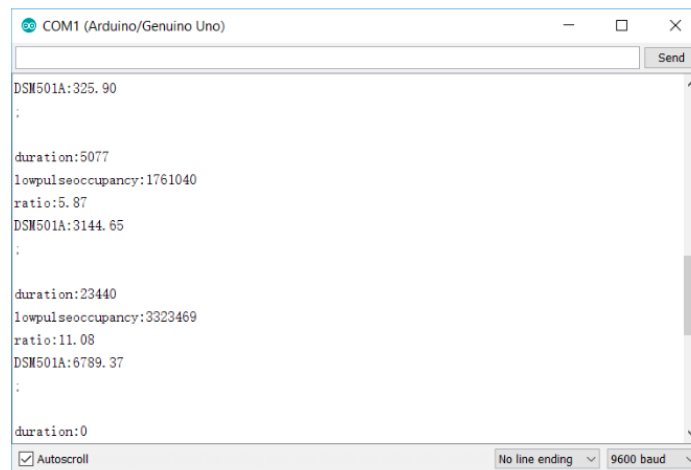 COM1 (Arduino/Genuino Uno)
Send
DSM501A:325.90
;
duration:5077
lowpulseoccupancy:1761040
ratio:5.87
DSM501A:3144.65
;
duration:23440
lowpulseoccupancy:3323469
ratio:11.08
DSM501A:6789.37
;
duration:0
Autoscroll No line ending 9600 baud